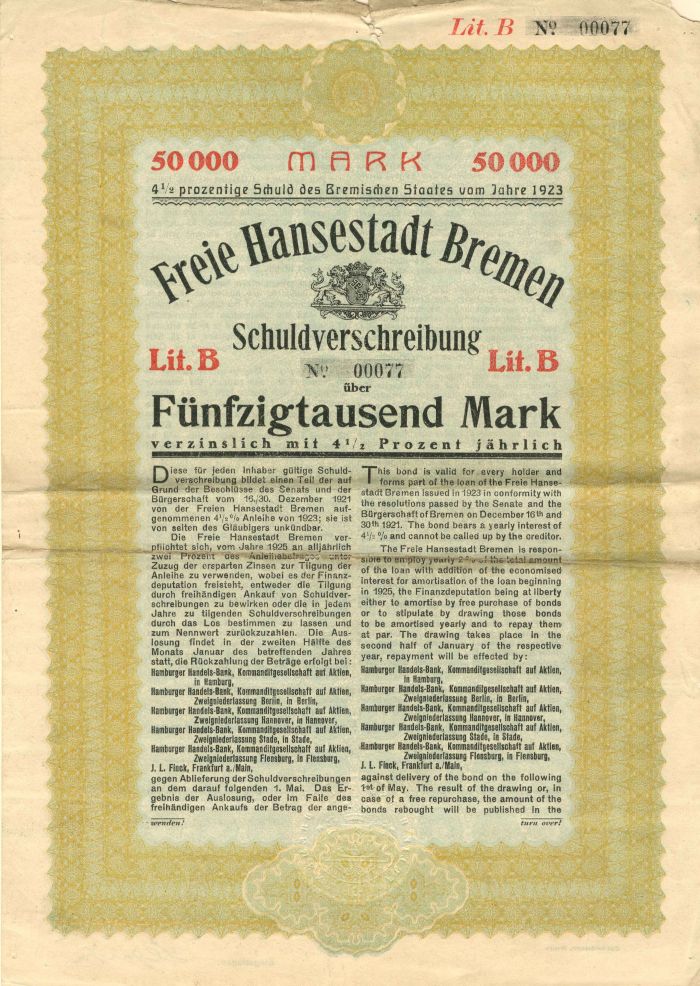 Lit. B No 00077
50 000 MARK 50 000
4 1/2 prozentige Schuld des Bremischen Staates vom Jahre 1923
Freie Hansestadt Bremen
Schuldverschreibung
Lit. B No 00077 Lit. B
über
Fünfzigtausend Mark
verzinslich mit 4 1/2 Prozent jährlich
Diese für jeden Inhaber gültige Schuld-
verschreibung bildet einen Teil der auf
Grund der Beschlüsse des Senats und der
Bürgerschaft vom 16./30. Dezember 1921
von der Freien Hansestadt Bremen auf-
genommenen 4 1/2 % Anleihe von 1923; sie ist
von seiten des Gläubigers unkündbar.
Die Freie Hansestadt Bremen ver-
pflichtet sich, vom Jahre 1925 an alljährlich
zwei Prozent des Anleihebetrages unter
Zuzug der ersparten Zinsen zur Tilgung der
Anleihe zu verwenden, wobei es der Finanz-
deputation freisteht, entweder die Tilgung
durch freihändigen Ankauf von Schuldver-
schreibungen zu bewirken oder die in jedem
Jahre zu tilgenden Schuldverschreibungen
durch das Los bestimmen zu lassen und
zum Nennwert zurückzuzahlen. Die Aus-
losung findet in der zweiten Hälfte des
Monats Januar des betreffenden Jahres
statt, die Rückzahlung der Beträge erfolgt bei:
Hamburger Handels-Bank, Kommanditgesellschaft auf Aktien,
in Hamburg,
Hamburger Handels-Bank, Kommanditgesellschaft auf Aktien,
Zweigniederlassung Berlin, in Berlin,
Hamburger Handels-Bank, Kommanditgesellschaft auf Aktien,
Zweigniederlassung Hannover, in Hannover,
Hamburger Handels-Bank, Kommanditgesellschaft auf Aktien,
Zweigniederlassung Stade, in Stade,
Hamburger Handels-Bank, Kommanditgesellschaft auf Aktien,
Zweigniederlassung Flensburg, in Flensburg,
J. L. Finck, Frankfurt a./Main,
gegen Ablieferung der Schuldverschreibungen
an dem darauf folgenden 1. Mai. Das Er-
gebnis der Auslosung, oder im Falle des
freihändigen Ankaufs der Betrag der ange-
wenden!
This bond is valid for every holder and
forms part of the loan of the Freie Hanse-
stadt Bremen issued in 1923 in conformity with
the resolutions passed by the Senate and the
Bürgerschaft of Bremen on December 16th and
30th 1921. The bond bears a yearly interest of
4 1/2 % and cannot be called up by the creditor.
The Freie Hansestadt Bremen is respon-
sible to employ yearly 2 % of the total amount
of the loan with addition of the economised
interest for amortisation of the loan beginning
in 1925, the Finanzdeputation being at liberty
either to amortise by free purchase of bonds
or to stipulate by drawing those bonds
to be amortised yearly and to repay them
at par. The drawing takes place in the
second half of January of the respective
year, repayment will be effected by:
Hamburger Handels-Bank, Kommanditgesellschaft auf Aktien,
in Hamburg,
Hamburger Handels-Bank, Kommanditgesellschaft auf Aktien,
Zweigniederlassung Berlin, in Berlin,
Hamburger Handels-Bank, Kommanditgesellschaft auf Aktien,
Zweigniederlassung Hannover, in Hannover,
Hamburger Handels-Bank, Kommanditgesellschaft auf Aktien,
Zweigniederlassung Stade, in Stade,
Hamburger Handels-Bank, Kommanditgesellschaft auf Aktien,
Zweigniederlassung Flensburg, in Flensburg,
J. L. Finck, Frankfurt a./Main,
against delivery of the bond on the following
1st of May. The result of the drawing or, in
case of a free repurchase, the amount of the
bonds rebought will be published in the
turn over!